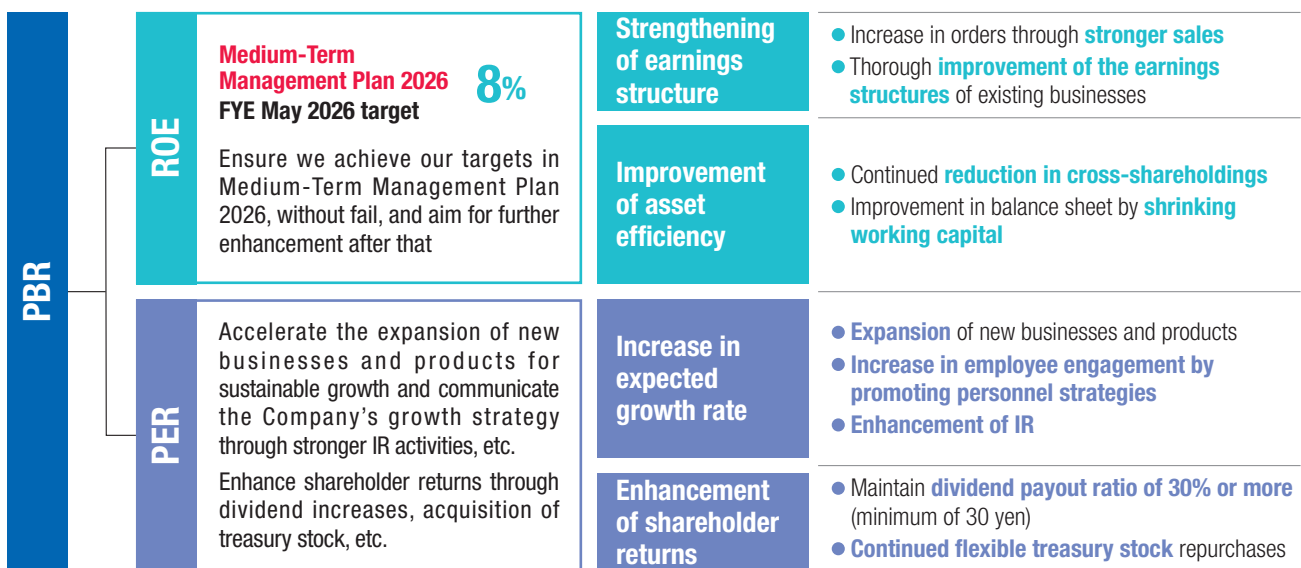 PBR
ROE
Medium-Term
Management Plan 2026
FYE May 2026 target
8%
Ensure we achieve our targets in
Medium-Term Management Plan
2026, without fail, and aim for further
enhancement after that
Strengthening
of earnings
structure
● Increase in orders through stronger sales
● Thorough improvement of the earnings
structures of existing businesses
Improvement
of asset
efficiency
● Continued reduction in cross-shareholdings
● Improvement in balance sheet by shrinking
working capital
PER
Accelerate the expansion of new
businesses and products for
sustainable growth and communicate
the Company's growth strategy
through stronger IR activities, etc.
Enhance shareholder returns through
dividend increases, acquisition of
treasury stock, etc.
Increase in
expected
growth rate
● Expansion of new businesses and products
● Increase in employee engagement by
promoting personnel strategies
● Enhancement of IR
Enhancement
of shareholder
returns
● Maintain dividend payout ratio of 30% or more
(minimum of 30 yen)
● Continued flexible treasury stock repurchases